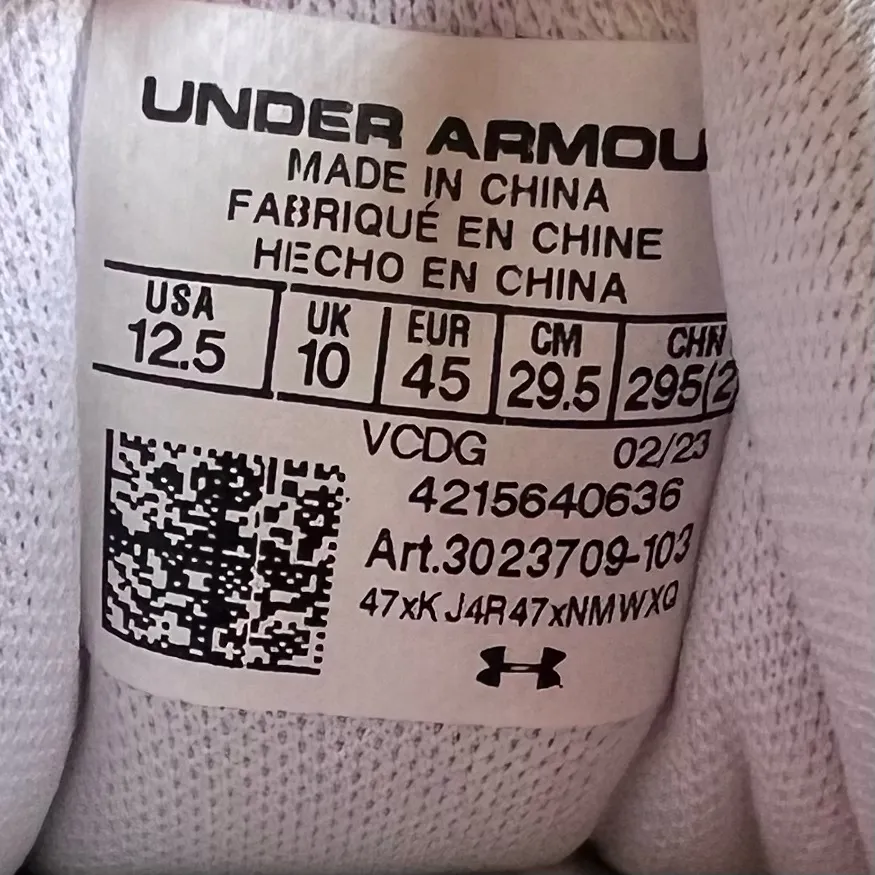 UNDER ARMOU
MADE IN CHINA
FABRIQUÉ EN CHINE
HECHO EN CHINA
USA UK EUR CM CHN
12.5 10 45 29.5 295(2
VCDG 02/23
4215640636
Art.3023709-103
47xKJ4R47xNMWXQ